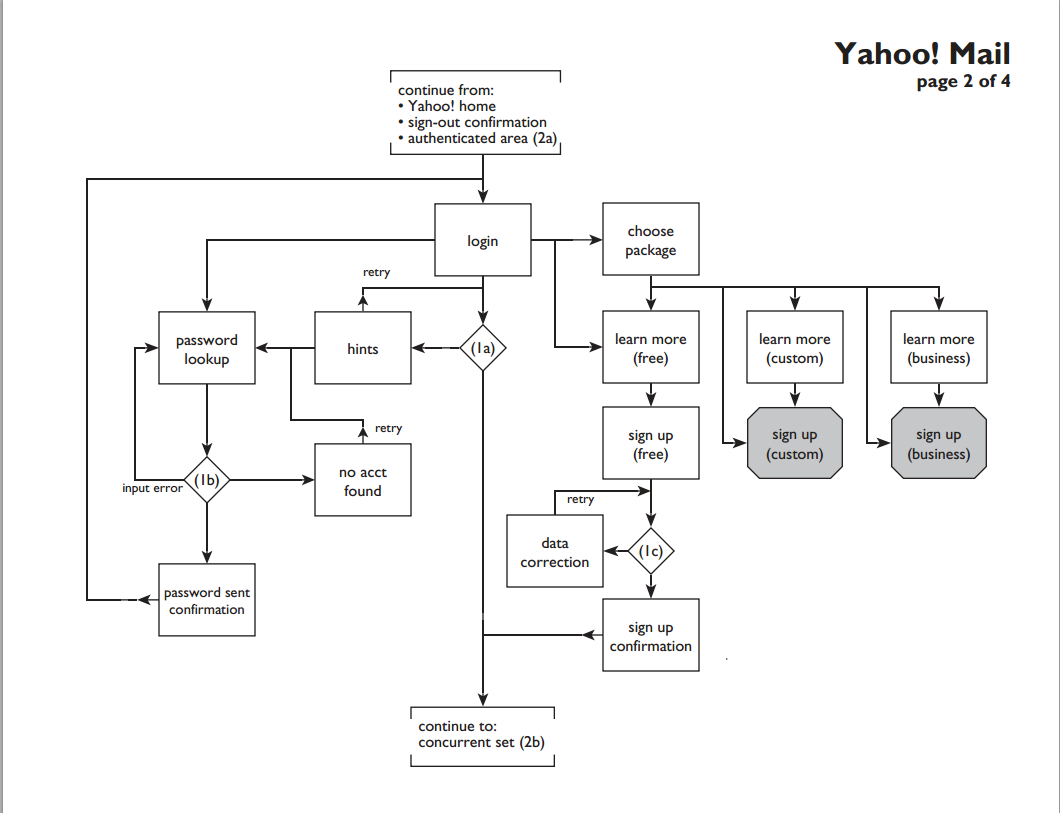 Yahoo! Mail
page 2 of 4
continue from:
• Yahoo! home
• sign-out confirmation
• authenticated area (2a)
login
choose
package
retry
password
lookup
hints
(1a)
learn more
(free)
learn more
(custom)
learn more
(business)
sign up
(free)
sign up
(custom)
sign up
(business)
retry
no acct
found
(1b)
input error
retry
data
correction
(1c)
password sent
confirmation
sign up
confirmation
continue to:
concurrent set (2b)